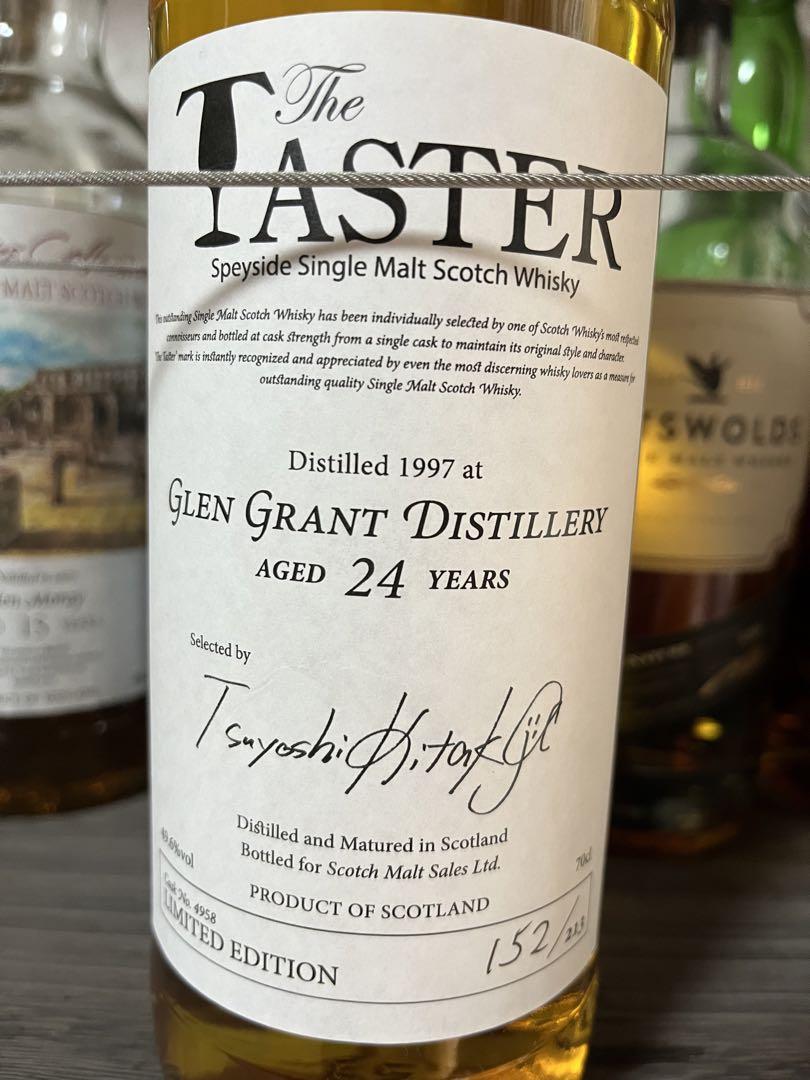 The
TASTER
Speyside Single Malt Scotch Whisky
This outstanding Single Malt Scotch Whisky has been individually selected by one of Scotch Whisky's most respected
connoisseurs and bottled at cask strength from a single cask to maintain its original style and character.
The 'Taster' mark is instantly recognized and appreciated by even the most discerning whisky lovers as a measure for
outstanding quality Single Malt Scotch Whisky.
Distilled 1997 at
GLEN GRANT DISTILLERY
AGED 24 YEARS
Selected by
Tsuyoshi
Distilled and Matured in Scotland
Bottled for Scotch Malt Sales Ltd.
PRODUCT OF SCOTLAND
vol
70cl
Cask No. 4958
LIMITED EDITION
152/213
MALT
SWOLDS
15